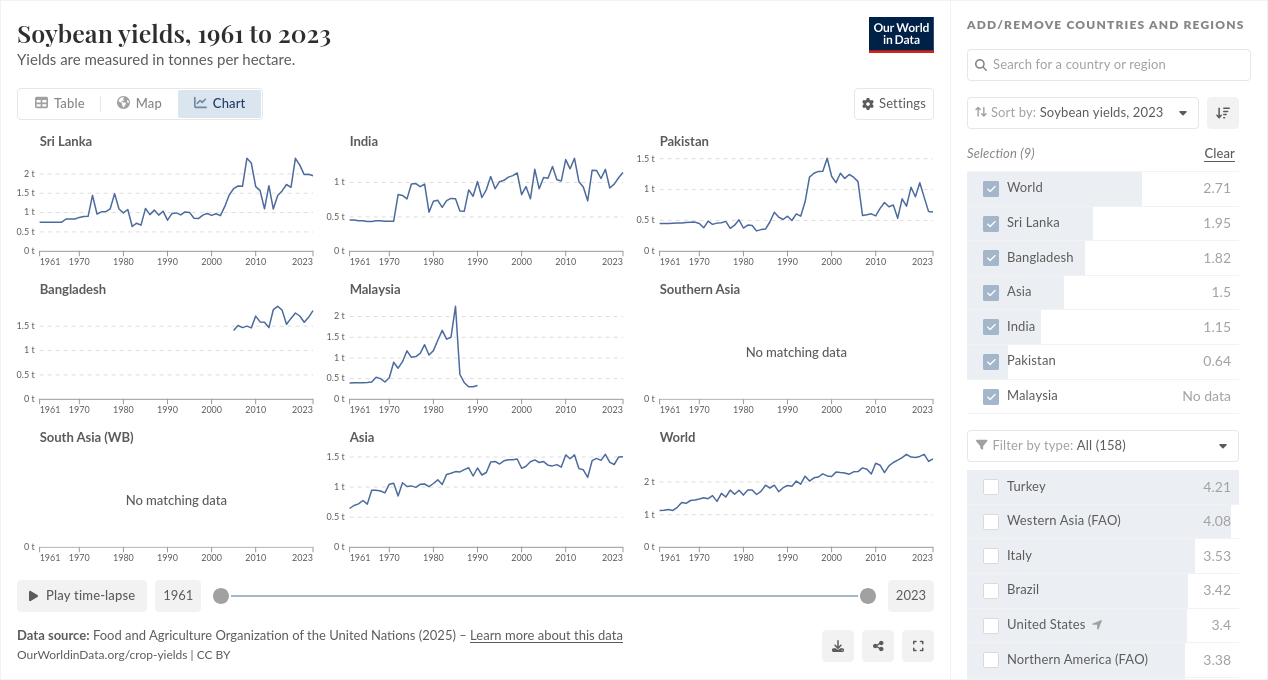 Soybean yields, 1961 to 2023
Yields are measured in tonnes per hectare.
Our World
in Data
Table
Map
Chart
Settings
Sri Lanka
2 t
1.5 t
1 t
0.5 t
0 t
1961 1970 1980 1990 2000 2010 2023
India
1 t
0.5 t
0 t
1961 1970 1980 1990 2000 2010 2023
Pakistan
1.5 t
1 t
0.5 t
0 t
1961 1970 1980 1990 2000 2010 2023
Bangladesh
1.5 t
1 t
0 t
1961 1970 1980 1990 2000 2010 2023
Malaysia
2 t
1.5 t
1 t
0.5 t
0 t
1961 1970 1980 1990 2000 2010 2023
Southern Asia
No matching data
0 t
1961 1970 1980 1990 2000 2010 2023
South Asia (WB)
No matching data
0 t
1961 1970 1980 1990 2000 2010 2023
Asia
1.5 t
1 t
0.5 t
0 t
1961 1970 1980 1990 2000 2010 2023
World
2 t
1 t
0 t
1961 1970 1980 1990 2000 2010 2023
Play time-lapse
1961
2023
Data source: Food and Agriculture Organization of the United Nations (2025) – Learn more about this data
OurWorldinData.org/crop-yields | CC BY
ADD/REMOVE COUNTRIES AND REGIONS
Search for a country or region
Sort by: Soybean yields, 2023
Selection (9)
Clear
World 2.71
Sri Lanka 1.95
Bangladesh 1.82
Asia 1.5
India 1.15
Pakistan 0.64
Malaysia No data
Filter by type: All (158)
Turkey 4.21
Western Asia (FAO) 4.08
Italy 3.53
Brazil 3.42
United States 3.4
Northern America (FAO) 3.38